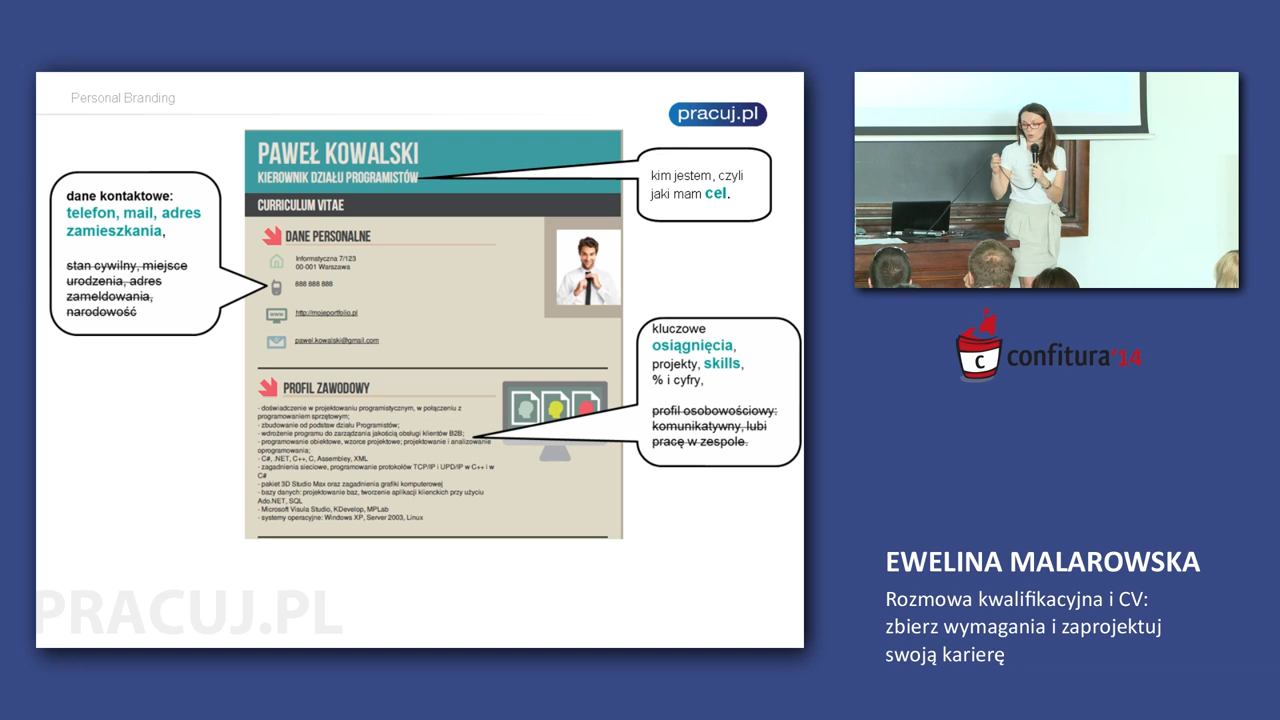 Personal Branding
pracuj.pl
PAWEŁ KOWALSKI
KIEROWNIK DZIAŁU PROGRAMISTÓW
CURRICULUM VITAE
DANE PERSONALNE
Informatyczna 7/123
00-001 Warszawa
888 888 888
www
http://mojeportfolio.pl
pawel.kowalski@gmail.com
PROFIL ZAWODOWY
- doświadczenie w projektowaniu programistycznym, w połączeniu z
programowaniem sprzętowym;
- zbudowanie od podstaw działu Programistów;
- wdrożenie programu do zarządzania jakością obsługi klientów B2B;
- programowanie obiektowe, wzorce projektowe; projektowanie i analizowanie
oprogramowania;
- C#, .NET, C++, C, Assembley, XML
- zagadnienia sieciowe, programowanie protokołów TCP/IP i UPD/IP w C++ i w
C#
- pakiet 3D Studio Max oraz zagadnienia grafiki komputerowej
- bazy danych: projektowanie baz, tworzenie aplikacji klienckich przy użyciu
Ado.NET, SQL
- Microsoft Visula Studio, KDevelop, MPLab
- systemy operacyjne: Windows XP, Server 2003, Linux
dane kontaktowe:
telefon, mail, adres
zamieszkania,
stan cywilny, miejsce
urodzenia, adres
zameldowania,
narodowość
kim jestem, czyli
jaki mam cel.
kluczowe
osiągnięcia,
projekty, skills,
% i cyfry,
profil osobowościowy:
komunikatywny, lubi
pracę w zespole.
PRACUJ.PL
C
confitura'14
EWELINA MALAROWSKA
Rozmowa kwalifikacyjna i CV:
zbierz wymagania i zaprojektuj
swoją karierę